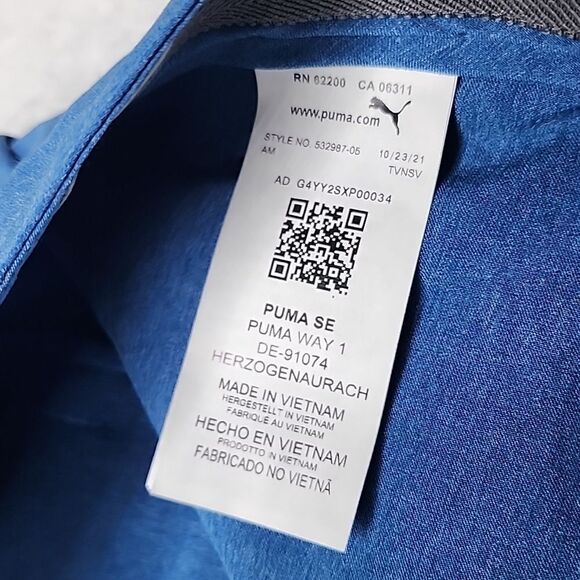 RN 62200 CA 06311
www.puma.com
STYLE NO. 532987-05 10/23/21
AM TVNSV
AD G4YY2SXP00034
PUMA SE
PUMA WAY 1
DE-91074
HERZOGENAURACH
MADE IN VIETNAM
HERGESTELLT IN VIETNAM
FABRIQUÉ AU VIETNAM
HECHO EN VIETNAM
PRODOTTO IN VIETNAM
FABRICADO NO VIETNÃ